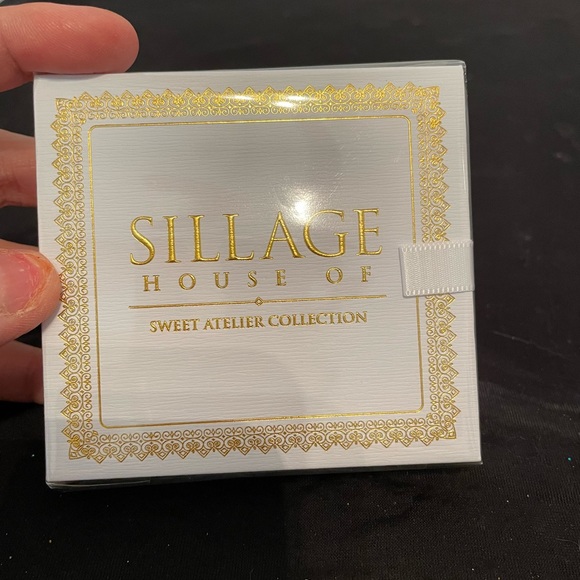 SILLAGE
HOUSE OF
SWEET ATELIER COLLECTION